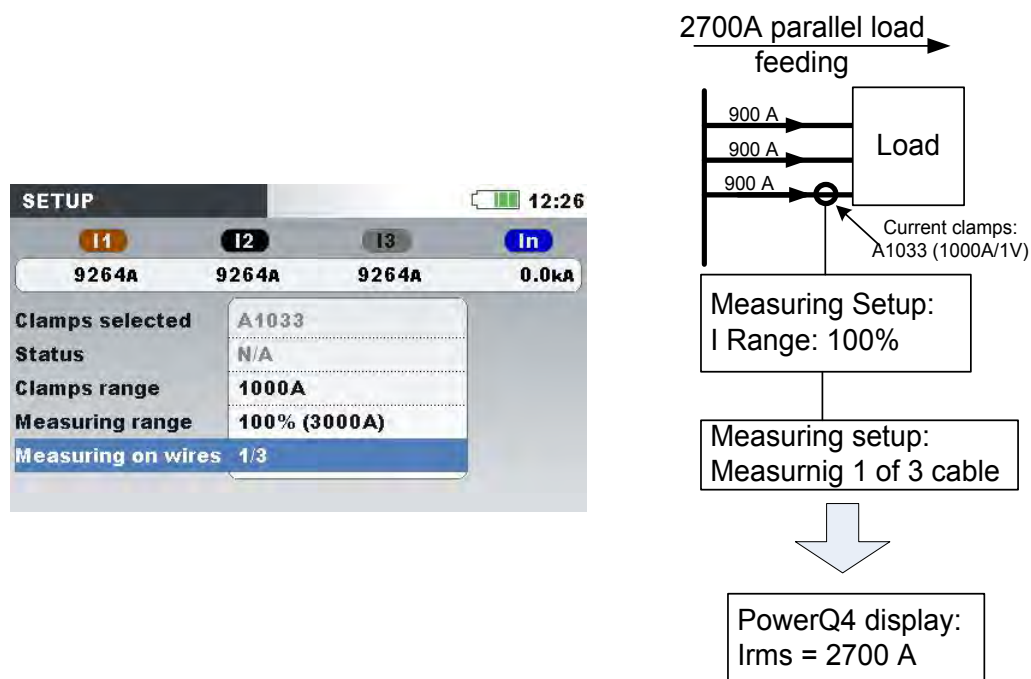 SETUP
12:26
I1 I2 I3 In
9264A 9264A 9264A 0.0kA
Clamps selected A1033
Status N/A
Clamps range 1000A
Measuring range 100% (3000A)
Measuring on wires 1/3
2700A parallel load
feeding
900 A
900 A
900 A
Load
Current clamps:
A1033 (1000A/1V)
Measuring Setup:
I Range: 100%
Measuring setup:
Measurnig 1 of 3 cable
PowerQ4 display:
Irms = 2700 A